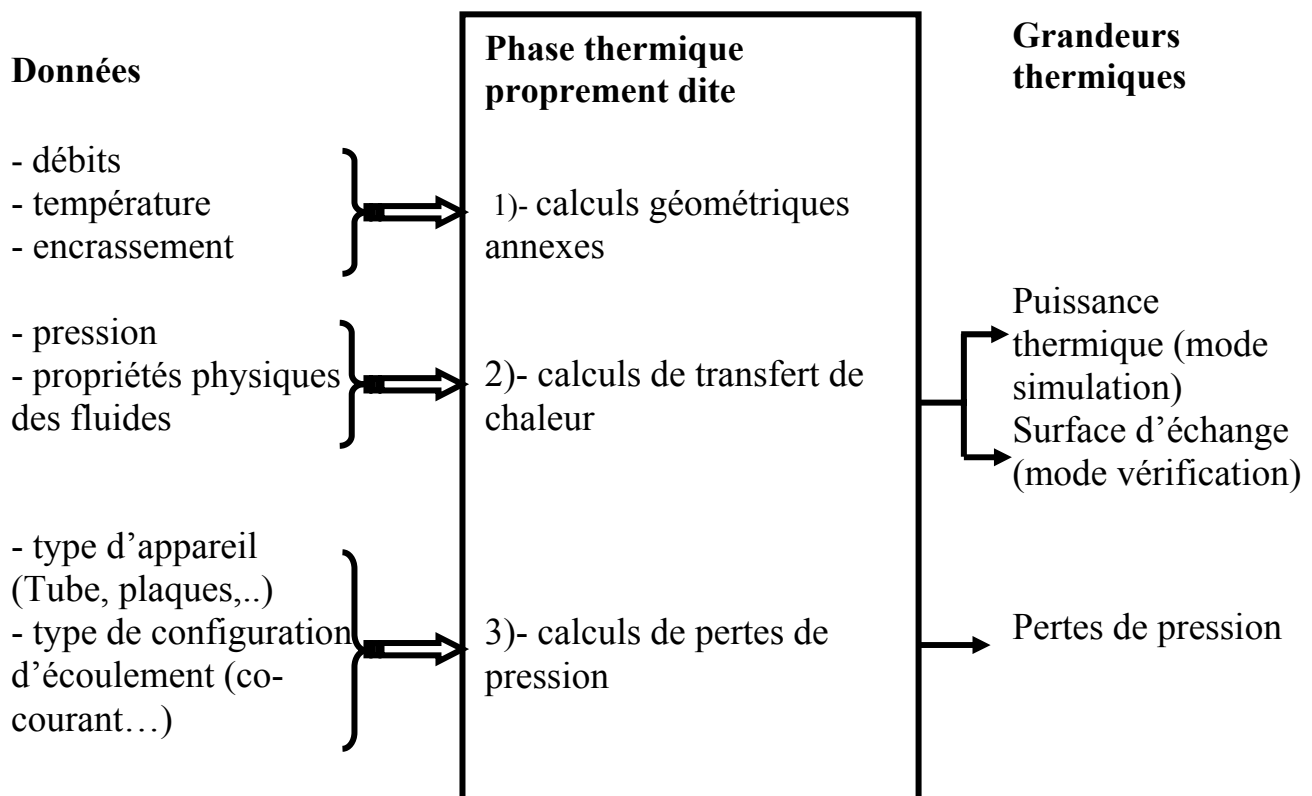 Données
- débits
- température
- encrassement
- pression
- propriétés physiques
des fluides
- type d’appareil
(Tube, plaques,..)
- type de configuration
d’écoulement (co-
courant…)
Phase thermique
proprement dite
1)- calculs géométriques
annexes
2)- calculs de transfert de
chaleur
3)- calculs de pertes de
pression
Grandeurs
thermiques
Puissance
thermique (mode
simulation)
Surface d’échange
(mode vérification)
Pertes de pression